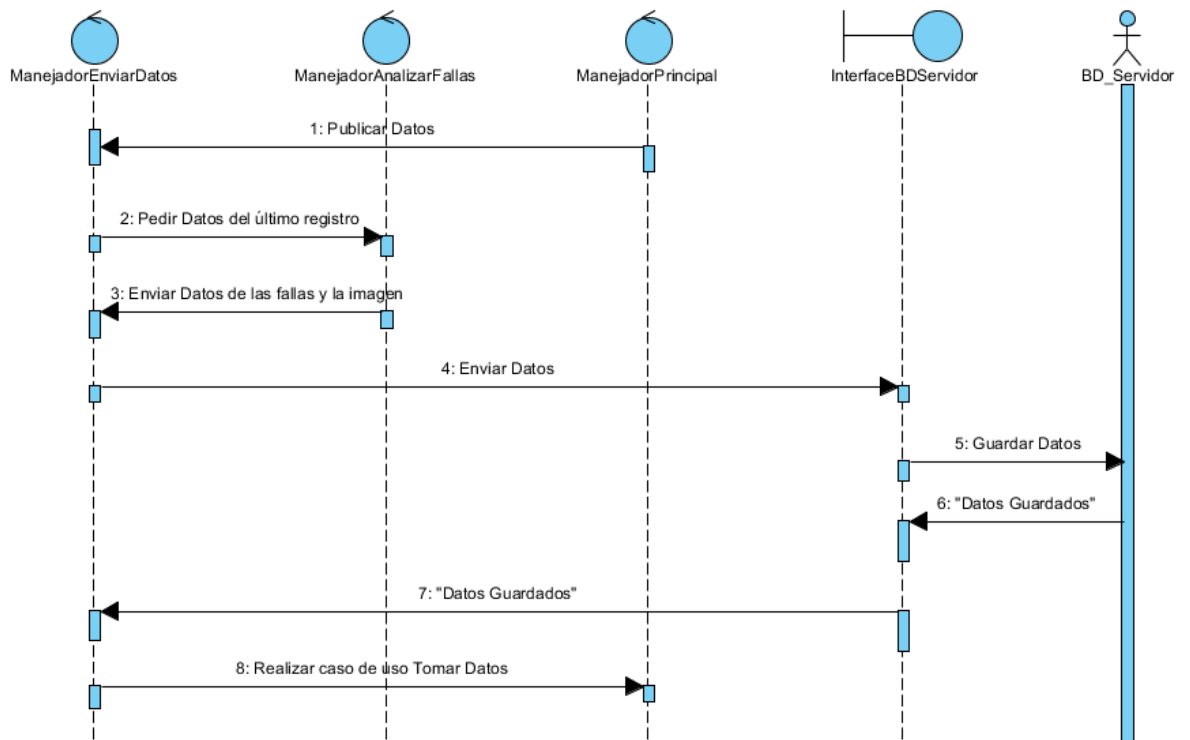 ManejadorEnviarDatos
ManejadorAnalizarFallas
ManejadorPrincipal
InterfaceBDServidor
BD_Servidor
1: Publicar Datos
2: Pedir Datos del último registro
3: Enviar Datos de las fallas y la imagen
4: Enviar Datos
5: Guardar Datos
6: "Datos Guardados"
7: "Datos Guardados"
8: Realizar caso de uso Tomar Datos